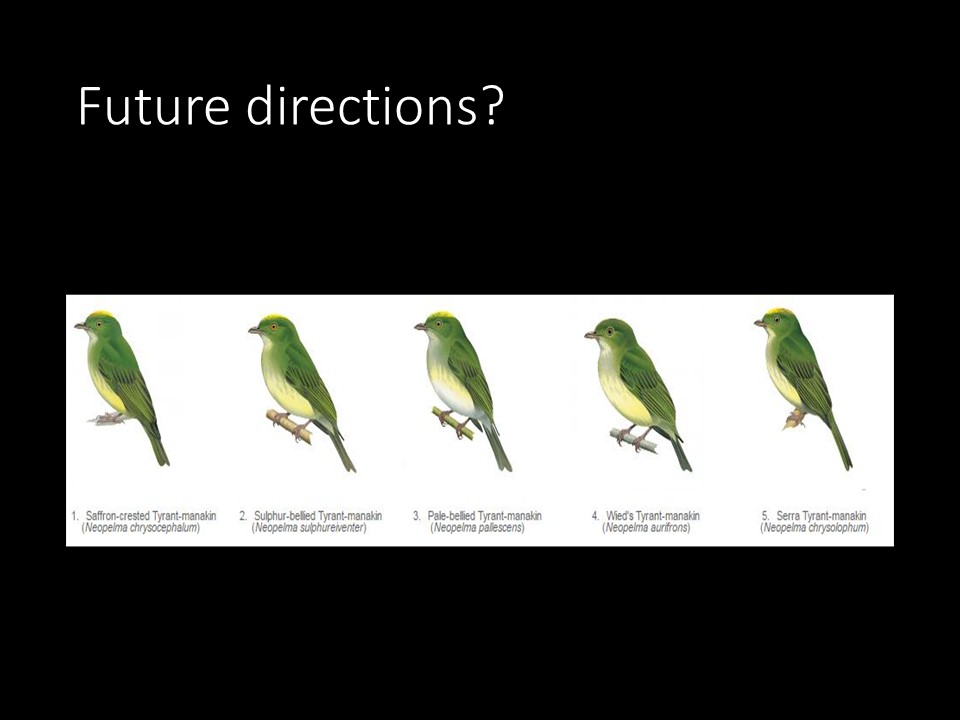 Future directions?
1. Saffron-crested Tyrant-manakin
(Neopelma chrysocephalum)
2. Sulphur-bellied Tyrant-manakin
(Neopelma sulphureiventer)
3. Pale-bellied Tyrant-manakin
(Neopelma pallescens)
4. Wied's Tyrant-manakin
(Neopelma aurifrons)
5. Serra Tyrant-manakin
(Neopelma chrysolophum)